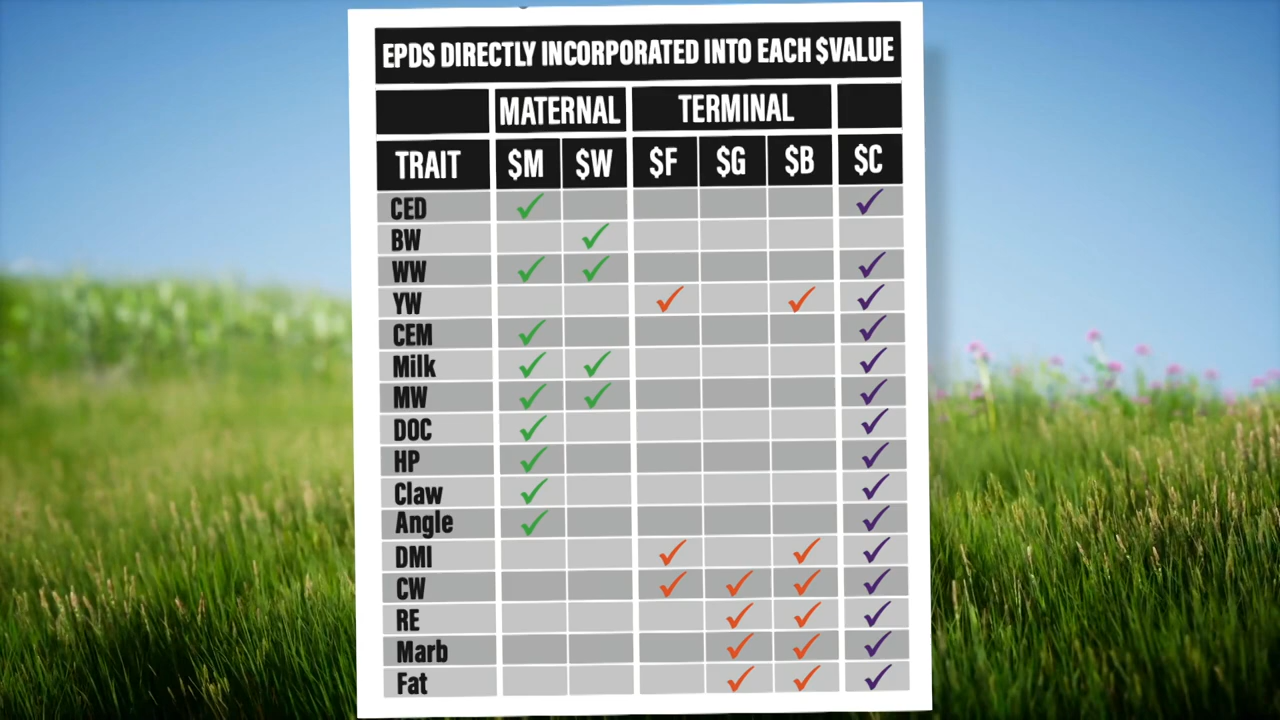 EPDS DIRECTLY INCORPORATED INTO EACH $VALUE
MATERNAL TERMINAL
TRAIT $M $W $F $G $B $C
CED ✓ ✓
BW ✓
WW ✓ ✓ ✓
YW ✓ ✓ ✓
CEM ✓ ✓
Milk ✓ ✓ ✓
MW ✓ ✓ ✓
DOC ✓ ✓
HP ✓ ✓
Claw ✓ ✓
Angle ✓ ✓
DMI ✓ ✓ ✓
CW ✓ ✓ ✓ ✓
RE ✓ ✓ ✓
Marb ✓ ✓ ✓
Fat ✓ ✓ ✓